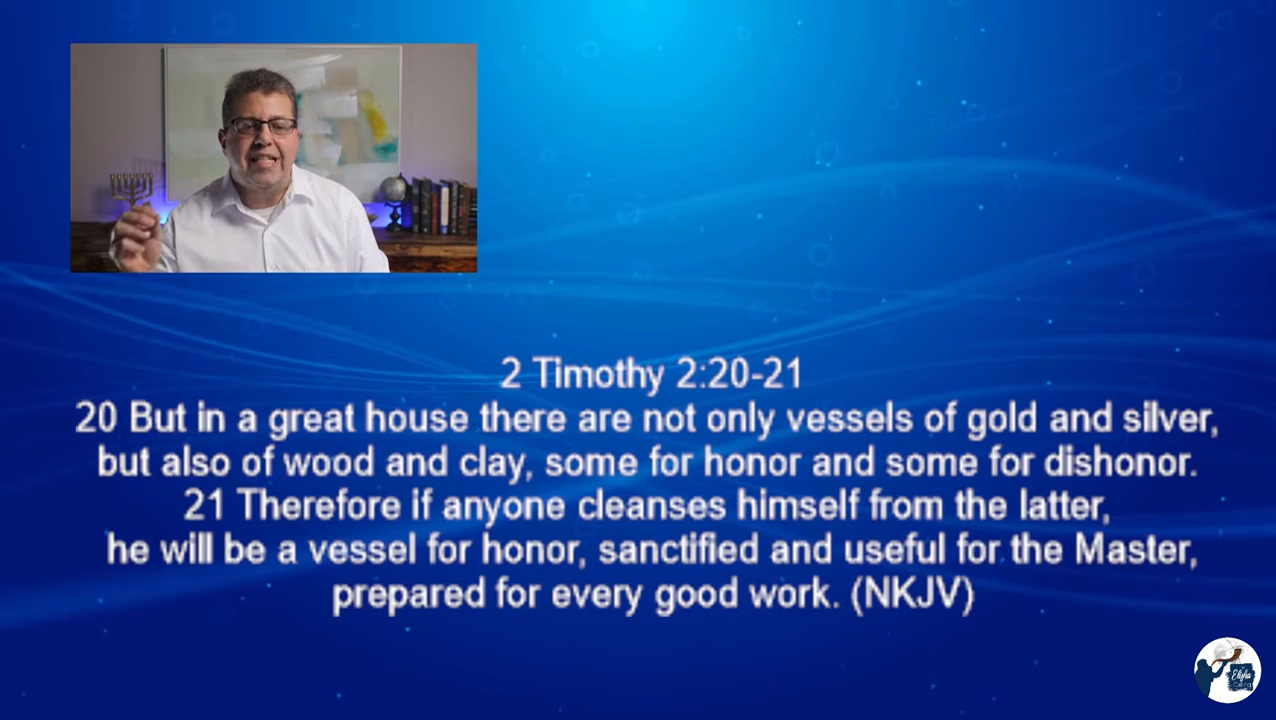 2 Timothy 2:20-21
20 But in a great house there are not only vessels of gold and silver,
but also of wood and clay, some for honor and some for dishonor.
21 Therefore if anyone cleanses himself from the latter,
he will be a vessel for honor, sanctified and useful for the Master,
prepared for every good work. (NKJV)